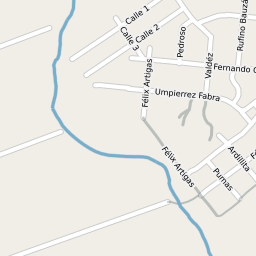 Calle 1
Calle 2
Calle 3
Pedroso
Valdéz
Rufino Bauzá
Fernando
Félix Artigas
Umpierrez Fabra
Félix Artigas
Ardillita
Pumas